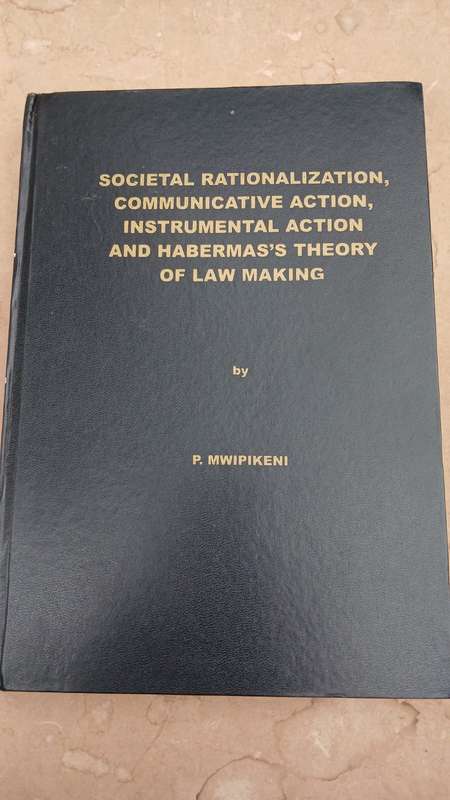 SOCIETAL RATIONALIZATION,
COMMUNICATIVE ACTION,
INSTRUMENTAL ACTION
AND HABERMAS'S THEORY
OF LAW MAKING
by
P. MWIPIKENI